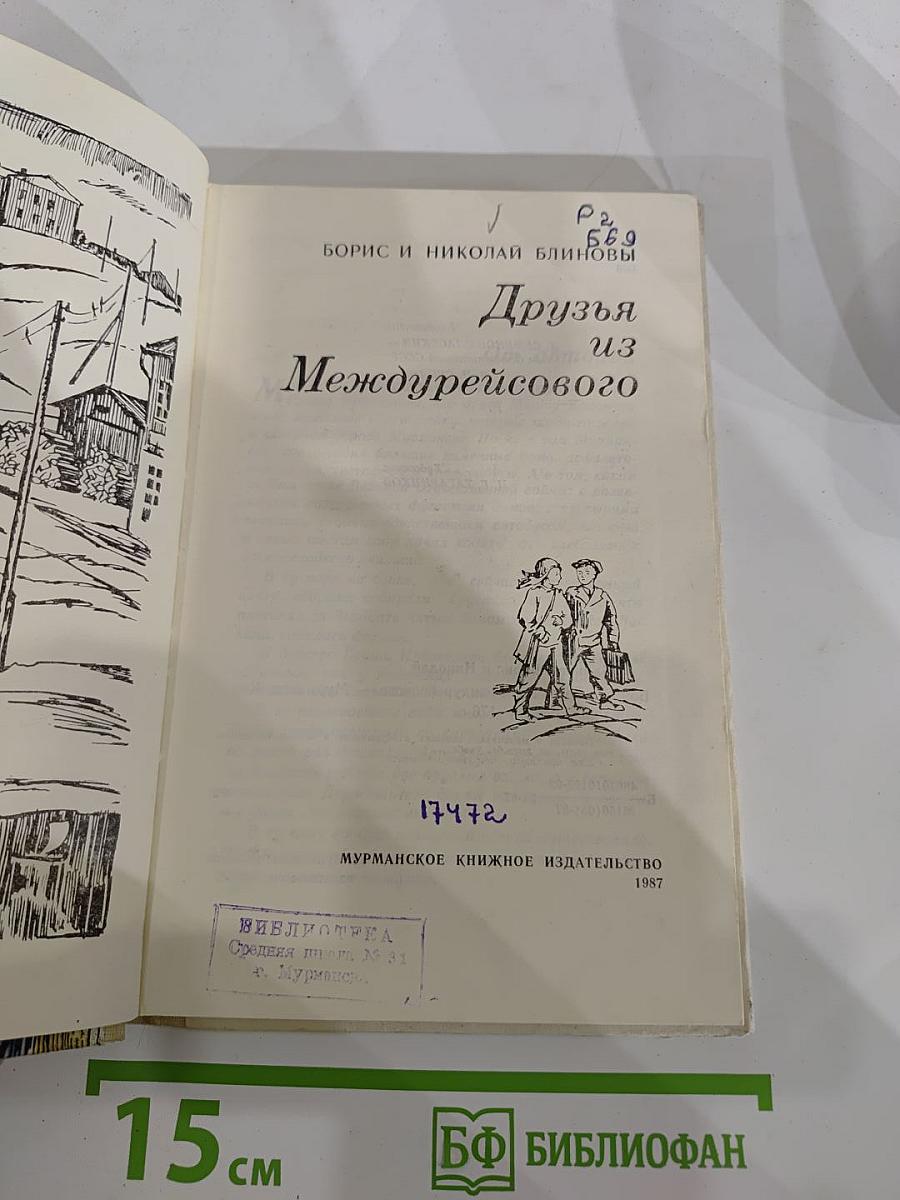 Р2
Б69
БОРИС И НИКОЛАЙ БЛИНОВЫ
Друзья
из
Междурейсового
17472
МУРМАНСКОЕ КНИЖНОЕ ИЗДАТЕЛЬСТВО
1987
БИБЛИОТЕКА
Средняя школа № 31
г. Мурманск
15 см
БФ БИБЛИОФАН